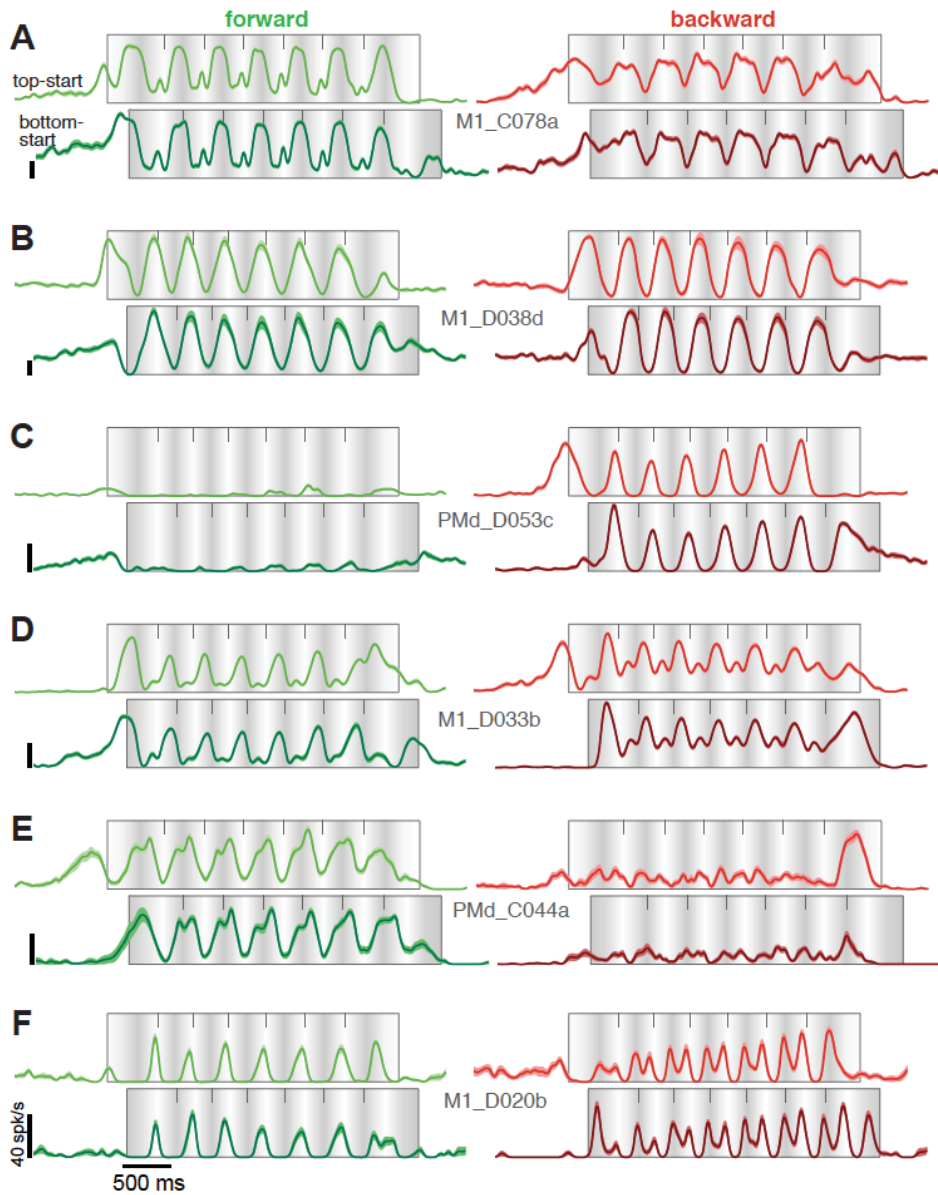 forward backward
A
top-start
bottom-
start
M1_C078a
B
M1_D038d
C
PMd_D053c
D
M1_D033b
E
PMd_C044a
F
M1_D020b
40 spk/s
500 ms